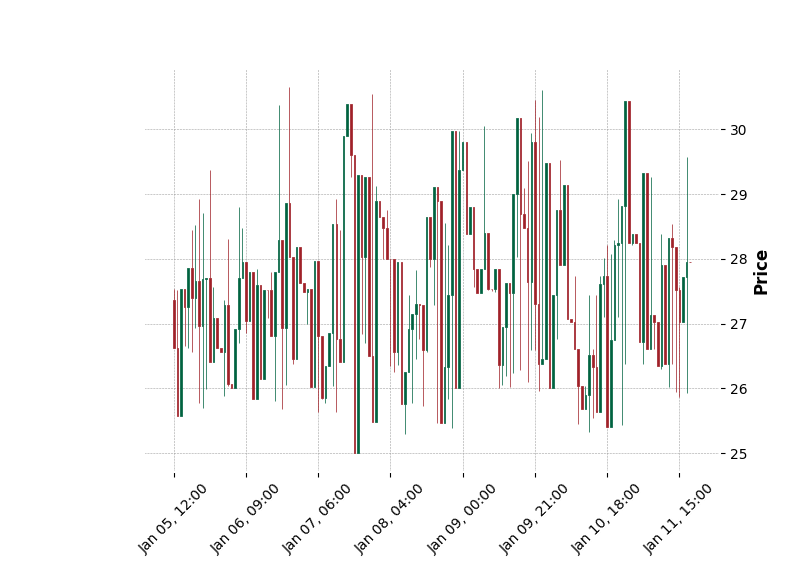 30
29
28
27
26
25
Price
Jan 05, 12:00
Jan 06, 09:00
Jan 07, 06:00
Jan 08, 04:00
Jan 09, 00:00
Jan 09, 21:00
Jan 10, 18:00
Jan 11, 15:00